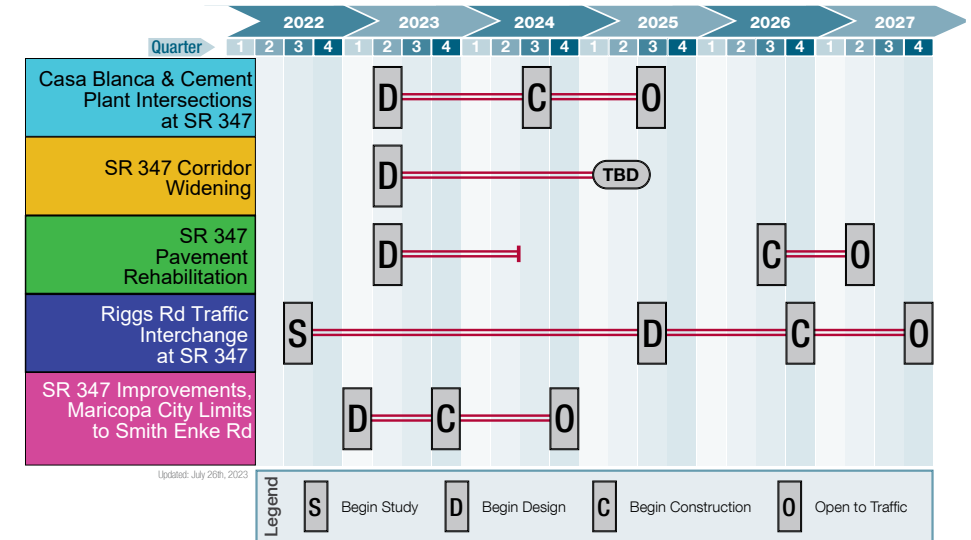 2022 2023 2024 2025 2026 2027
Quarter 1 2 3 4 1 2 3 4 1 2 3 4 1 2 3 4 1 2 3 4 1 2 3 4
Casa Blanca & Cement
Plant Intersections
at SR 347
D C O
SR 347 Corridor
Widening
D TBD
SR 347
Pavement
Rehabilitation
D C O
Riggs Rd Traffic
Interchange
at SR 347
S D C O
SR 347 Improvements,
Maricopa City Limits
to Smith Enke Rd
D C O
Updated: July 26th, 2023
Legend
S Begin Study D Begin Design C Begin Construction O Open to Traffic